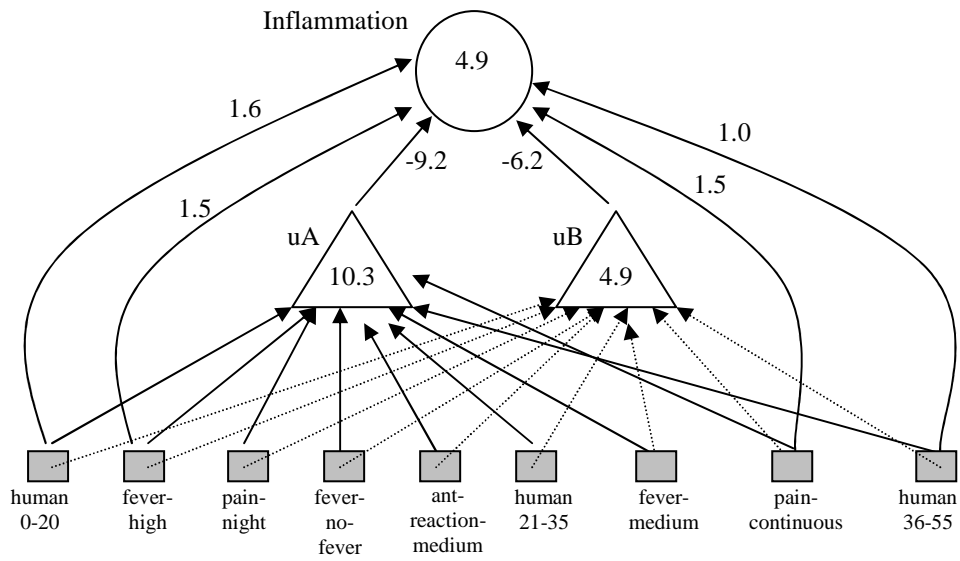 Inflammation
4.9
1.6
1.0
-9.2
-6.2
1.5
1.5
uA
uB
10.3
4.9
human
0-20
fever-
high
pain-
night
fever-
no-
fever
ant-
reaction-
medium
human
21-35
fever-
medium
pain-
continuous
human
36-55